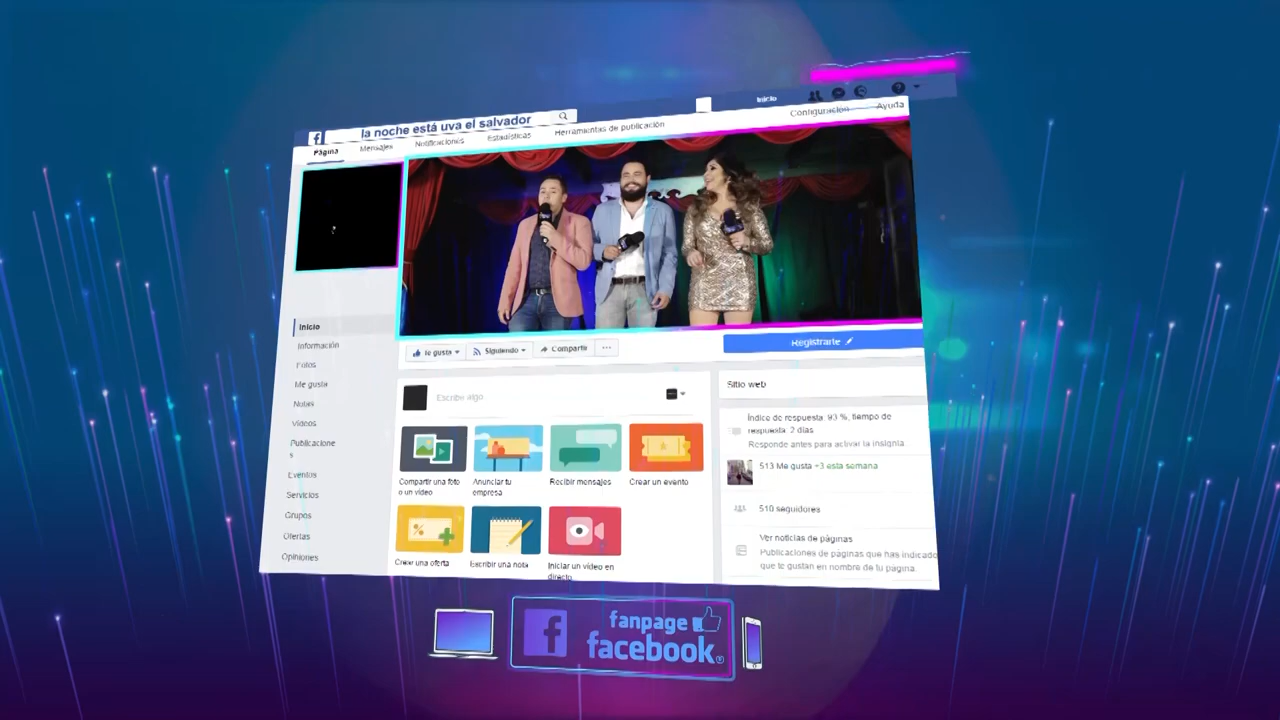 Inicio
la noche está uva el salvador
Página
Mensajes
Notificaciones
Estadísticas
Herramientas de publicación
Configuración
Ayuda
Inicio
Información
Fotos
Me gusta
Notas
Vídeos
Publicacione
s
Eventos
Servicios
Grupos
Ofertas
Opiniones
Te gusta
Siguiendo
Compartir
...
Registrarte
Escribe algo
Compartir una foto
o un vídeo
Anunciar tu
empresa
Recibir mensajes
Crear un evento
Crear una oferta
Escribir una nota
Iniciar un vídeo en
directo
Sitio web
Índice de respuesta: 93 %, tiempo de
respuesta: 2 días
Responde antes para activar la insignia.
513 Me gusta +3 esta semana
510 seguidores
Ver noticias de páginas
Publicaciones de páginas que has indicado
que te gustan en nombre de tu página.
fanpage
facebook®